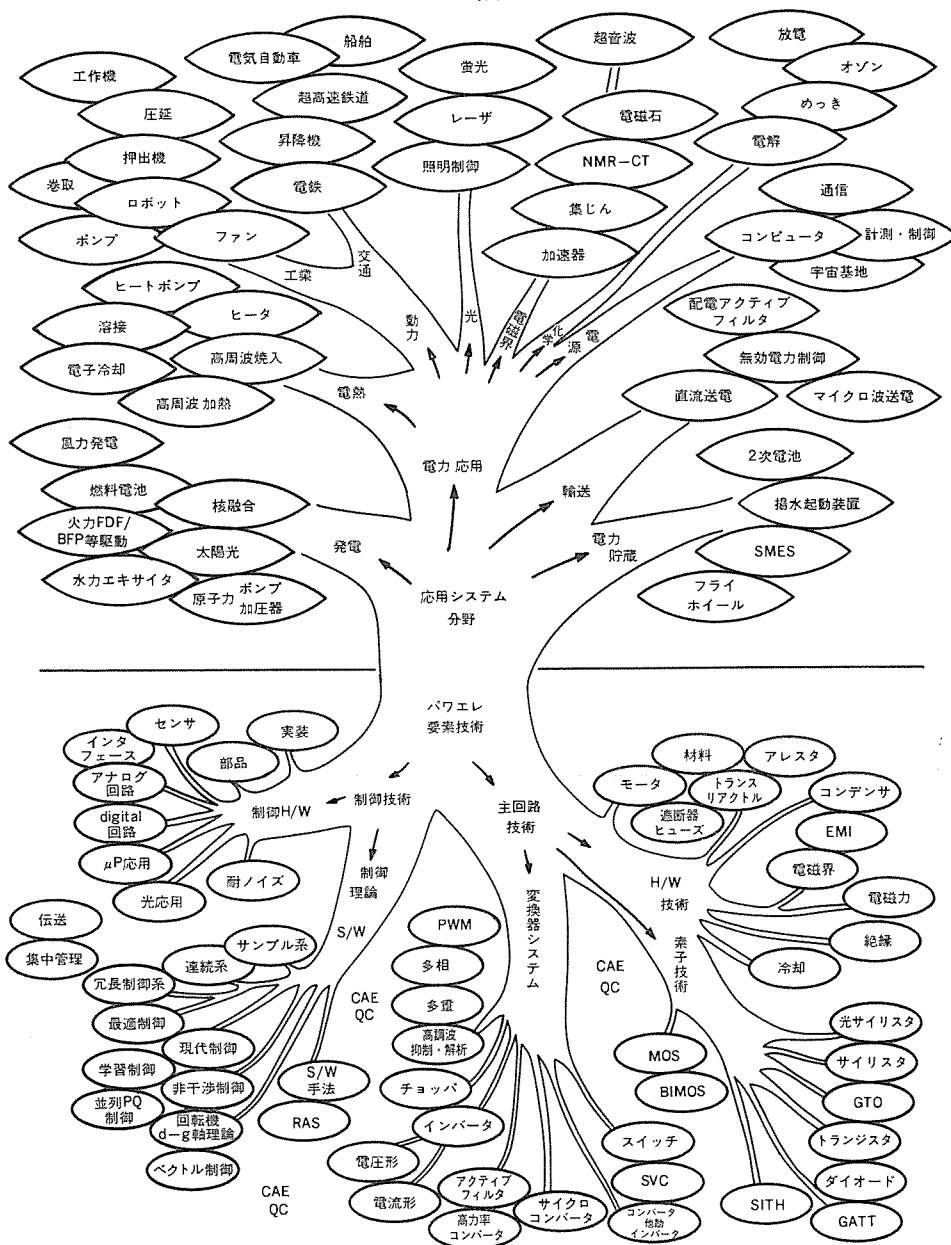 船舶
超音波
放電
電気自動車
オゾン
工作機
蛍光
超高速鉄道
圧延
レーザ
電磁石
めっき
昇降機
電解
押出機
照明制御
NMR-CT
巻取
電鉄
通信
ロボット
集じん
ポンプ
ファン
コンピュータ
計測・制御
工業
交通
加速器
宇宙基地
ヒートポンプ
配電アクティブ
フィルタ
溶接
ヒータ
動力
光
電磁界
化学
電源
無効電力制御
電子冷却
高周波焼入
電熱
直流送電
マイクロ波送電
高周波加熱
風力発電
2次電池
電力応用
燃料電池
核融合
輸送
揚水起動装置
火力FDF/
BFP等駆動
太陽光
発電
電力
貯蔵
SMES
水力エキサイタ
原子力
ポンプ
加圧器
応用システム
分野
フライ
ホイール
パワエレ
要素技術
センサ
実装
インタ
フェース
部品
材料
アレスタ
アナログ
回路
モータ
トランス
リアクトル
コンデンサ
制御H/W
制御技術
主回路
技術
遮断器
ヒューズ
digital
回路
EMI
μP応用
耐ノイズ
制御
理論
H/W
技術
電磁界
光応用
変換器システム
電磁力
伝送
サンプル系
S/W
PWM
素子技術
絶縁
集中管理
連続系
多相
CAE
QC
冷却
冗長制御系
CAE
QC
多重
最適制御
高調波
抑制・解析
光サイリスタ
現代制御
MOS
サイリスタ
学習制御
非干渉制御
S/W
手法
チョッパ
BIMOS
GTO
並列PQ
制御
回転機
d-g軸理論
RAS
インバータ
スイッチ
トランジスタ
ベクトル制御
電圧形
アクティブ
フィルタ
SVC
ダイオード
CAE
QC
電流形
高力率
コンバータ
サイクロ
コンバータ
コンバータ
他励
インバータ
SITH
GATT